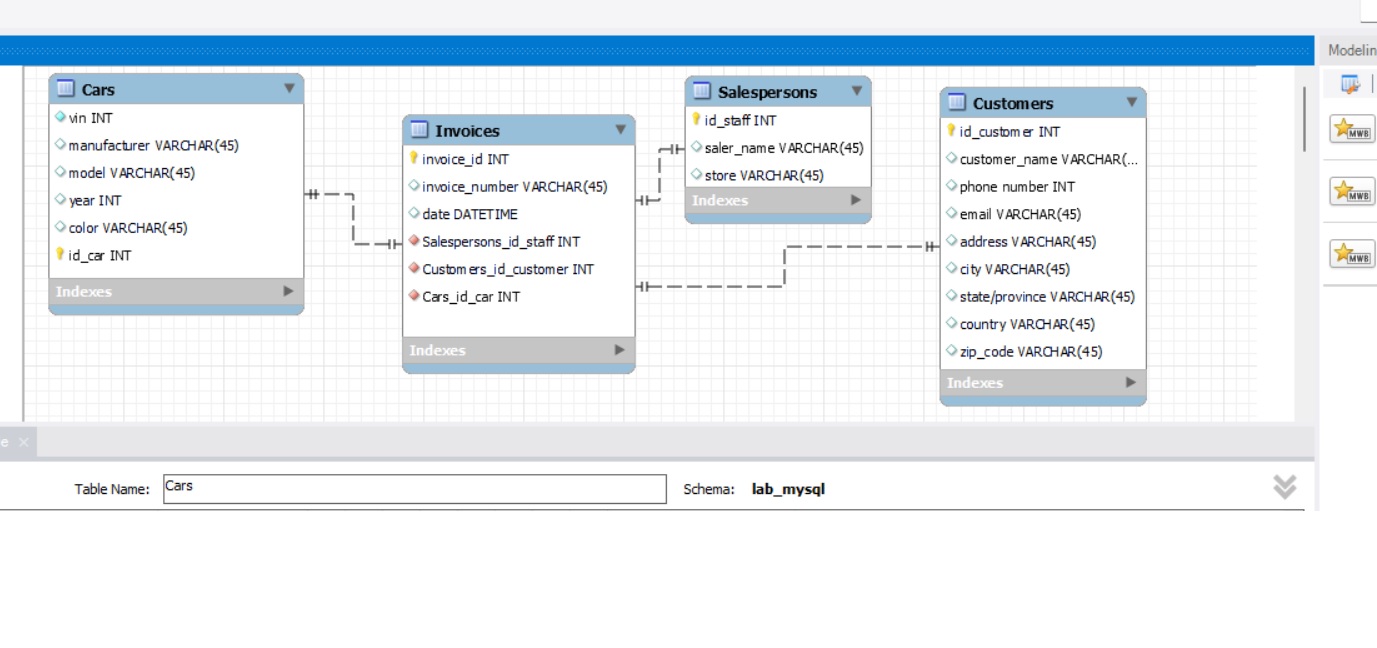 Modelin
Cars
vin INT
manufacturer VARCHAR(45)
model VARCHAR(45)
year INT
color VARCHAR(45)
id_car INT
Indexes
Invoices
invoice_id INT
invoice_number VARCHAR(45)
date DATETIME
Salespersons_id_staff INT
Customers_id_customer INT
Cars_id_car INT
Indexes
Salespersons
id_staff INT
saler_name VARCHAR(45)
store VARCHAR(45)
Indexes
Customers
id_customer INT
customer_name VARCHAR(...
phone number INT
email VARCHAR(45)
address VARCHAR(45)
city VARCHAR(45)
state/province VARCHAR(45)
country VARCHAR(45)
zip_code VARCHAR(45)
Indexes
MWB
MWB
MWB
e ×
Table Name: Cars Schema: lab_mysql